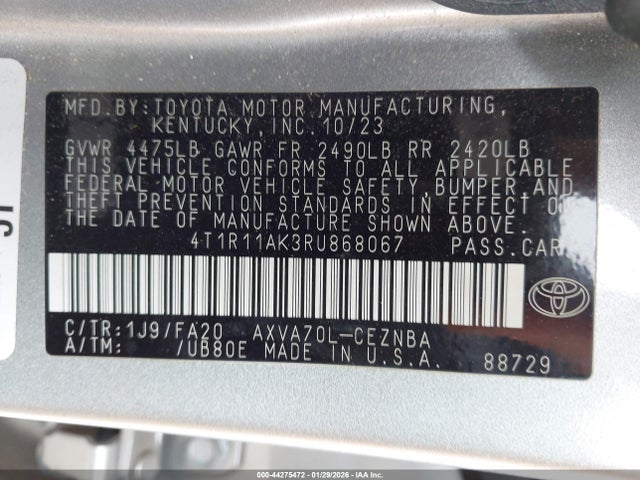 MFD. BY: TOYOTA MOTOR MANUFACTURING,
KENTUCKY, INC. 10/23
GVWR 4475LB GAWR FR 2490LB RR 2420LB
THIS VEHICLE CONFORMS TO ALL APPLICABLE
FEDERAL MOTOR VEHICLE SAFETY, BUMPER AND
THEFT PREVENTION STANDARDS IN EFFECT ON
THE DATE OF MANUFACTURE SHOWN ABOVE.
4T1R11AK3RU868067 PASS.CAR
C/TR: 1J9/FA20 AXVA70L-CEZNBA
A/TM: /UB80E MADE IN U.S.A.
88729
000-44275472 | 01/29/2026 - IAA Inc.